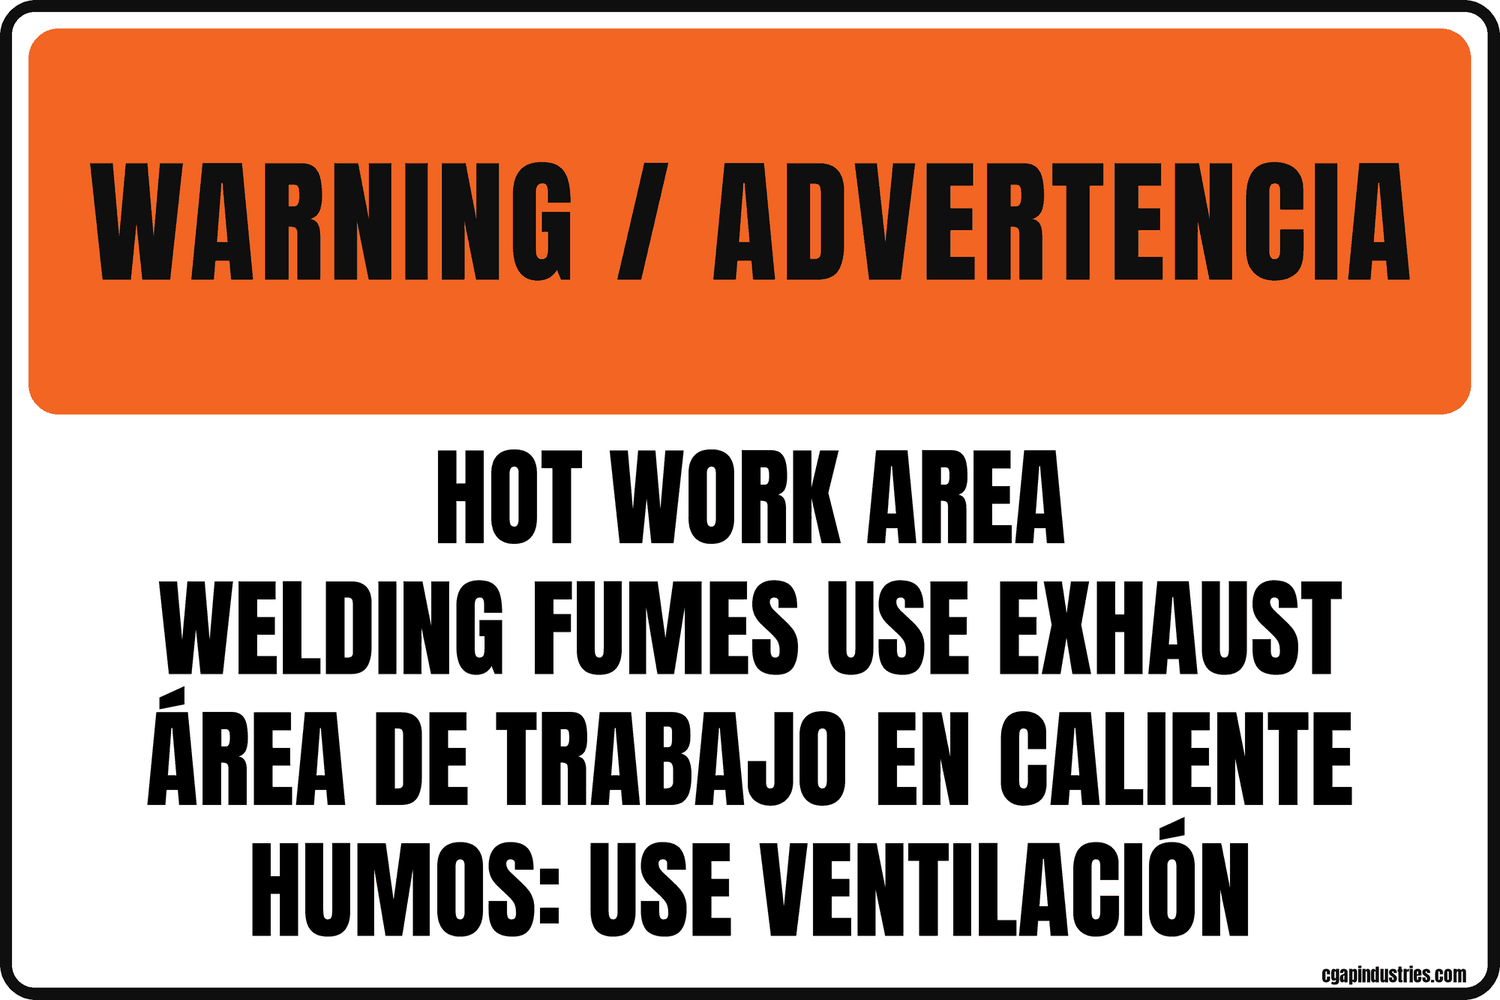 WARNING / ADVERTENCIA
HOT WORK AREA
WELDING FUMES USE EXHAUST
ÁREA DE TRABAJO EN CALIENTE
HUMOS: USE VENTILACIÓN
cgapindustries.com